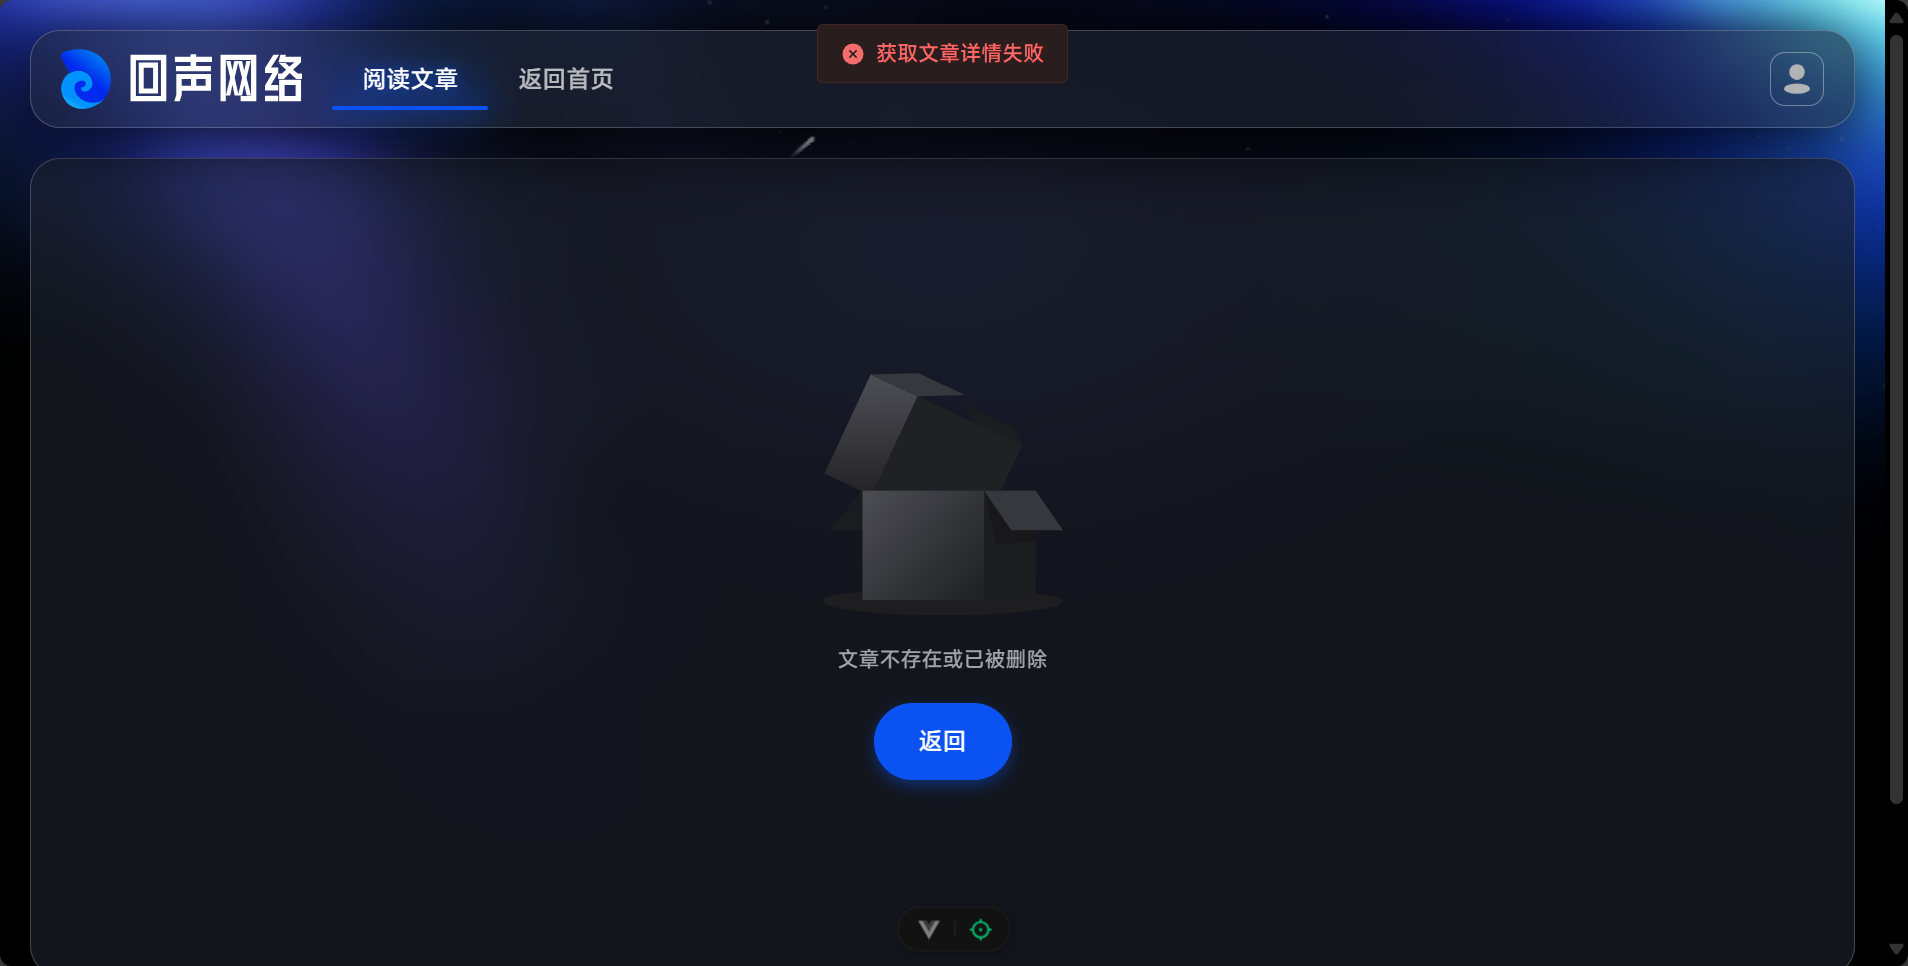 回声网络
阅读文章
返回首页
获取文章详情失败
文章不存在或已被删除
返回